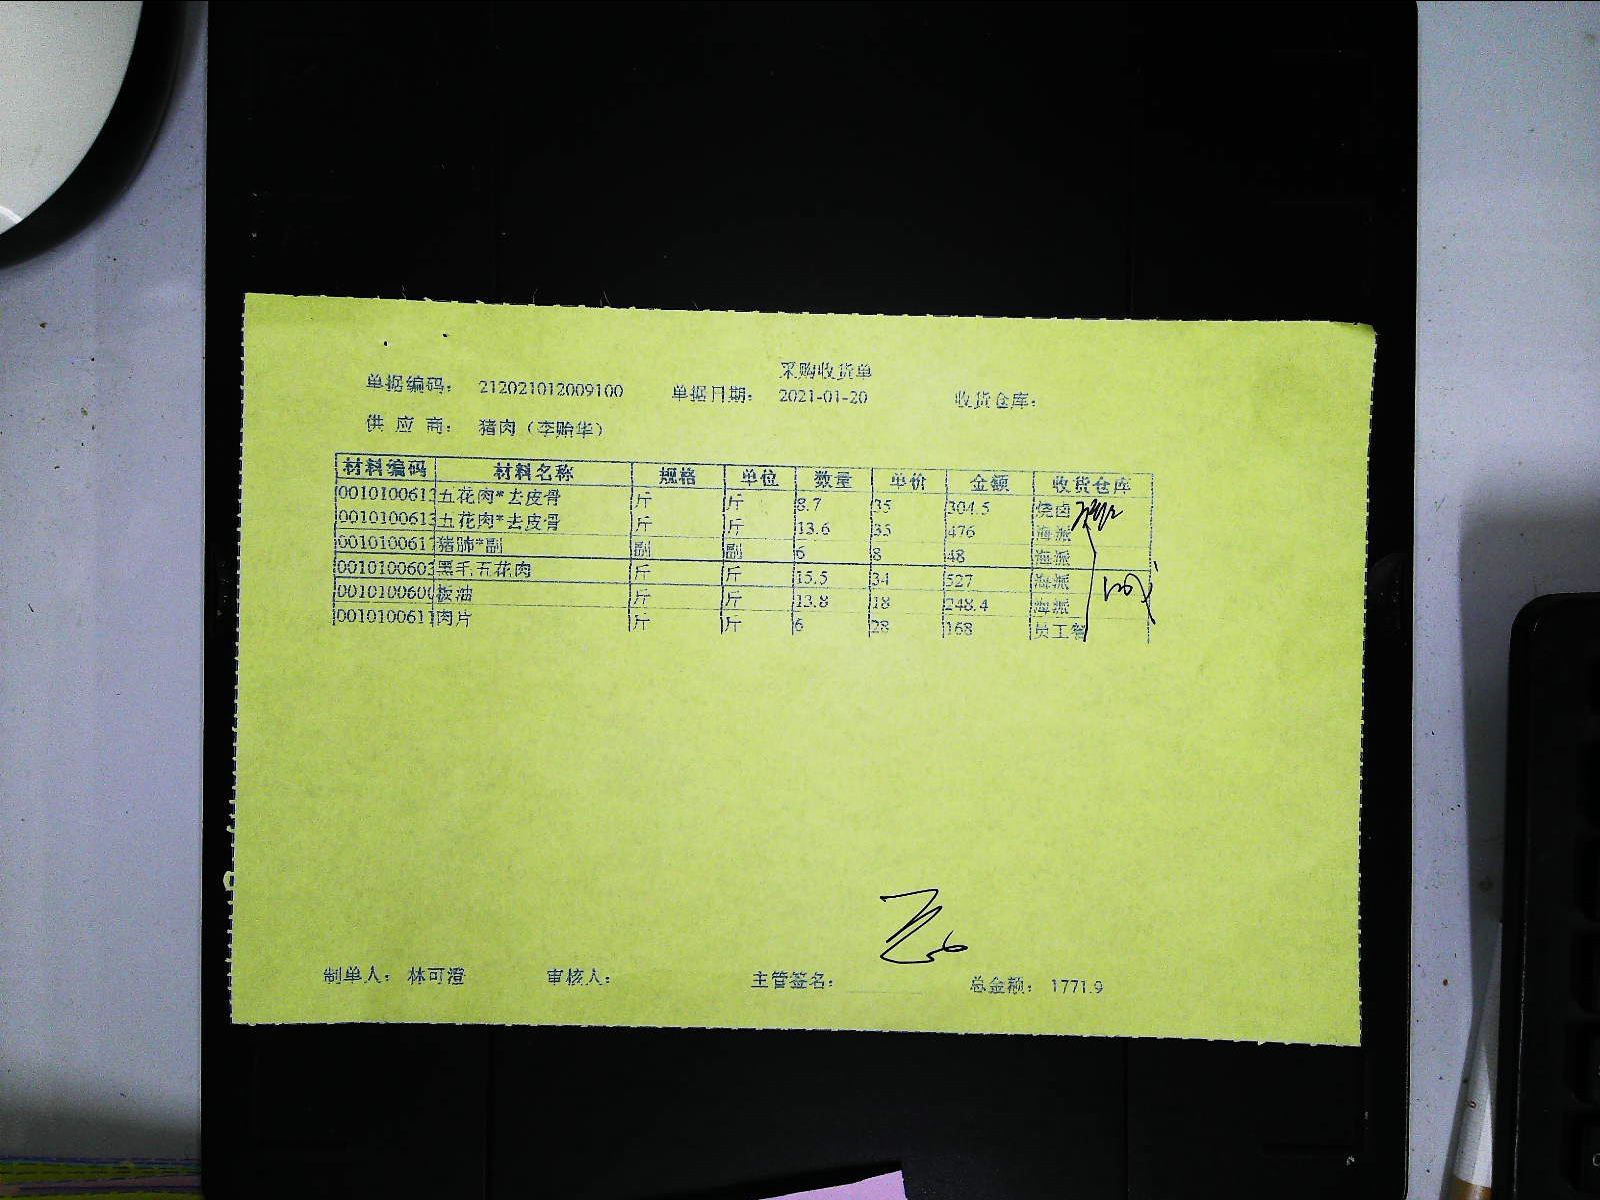 采购收货单
单据编码： 212021012009100 单据日期： 2021-01-20 收货仓库：
供 应 商： 猪肉（李贻华）
材料编码 材料名称 规格 单位 数量 单价 金额 收货仓库
0010100613 五花肉*去皮骨 斤 斤 8.7 35 304.5 烧卤
0010100613 五花肉*去皮骨 斤 斤 13.6 35 476 海派
0010100617 猪肺*副 副 副 6 8 48 海派
0010100603 黑毛五花肉 斤 斤 15.5 34 527 海派
0010100600 板油 斤 斤 13.8 18 248.4 海派
0010100611 肉片 斤 斤 6 28 168 员工餐
制单人： 林可澄 审核人： 主管签名： 总金额： 1771.9